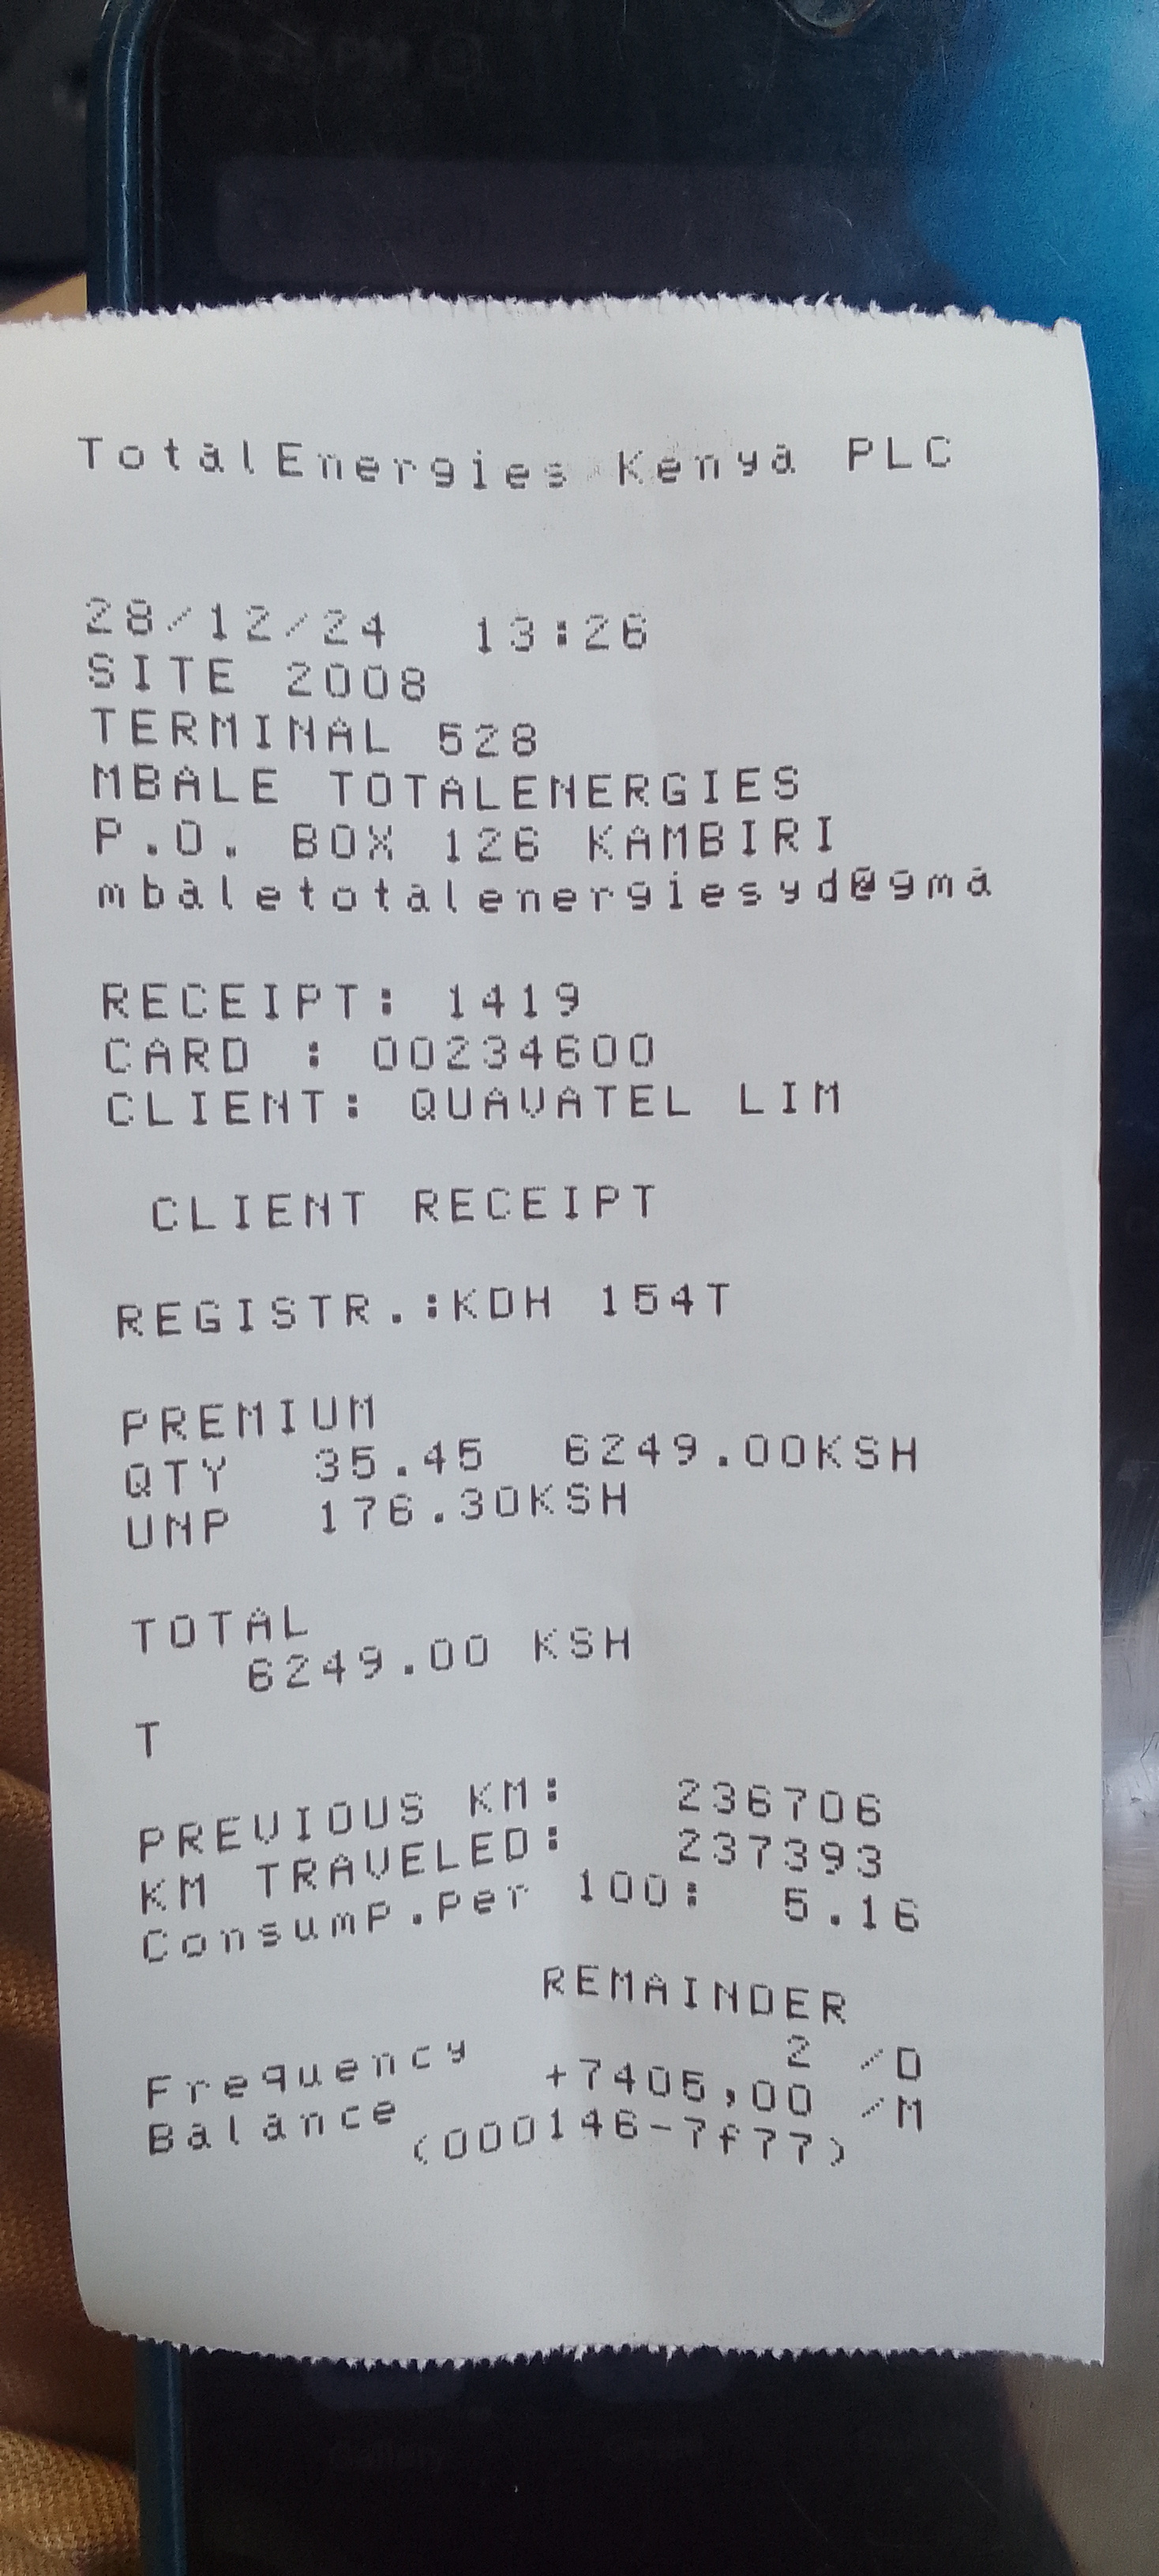 TotalEnergies Kenya PLC
28/12/24 13:26
SITE 2008
TERMINAL 528
MBALE TOTALENERGIES
P.O. BOX 126 KAMBIRI
mbaletotalenergiesyd@gma
RECEIPT: 1419
CARD : 00234600
CLIENT: QUAVATEL LIM
CLIENT RECEIPT
REGISTR.:KDH 154T
PREMIUM
QTY 35.45 6249.00KSH
UNP 176.30KSH
TOTAL
6249.00 KSH
T
PREVIOUS KM: 236706
KM TRAVELED: 237393
Consump.Per 100: 5.16
REMAINDER
Frequency 2 /D
Balance +7405,00 /M
(000146-7f77)